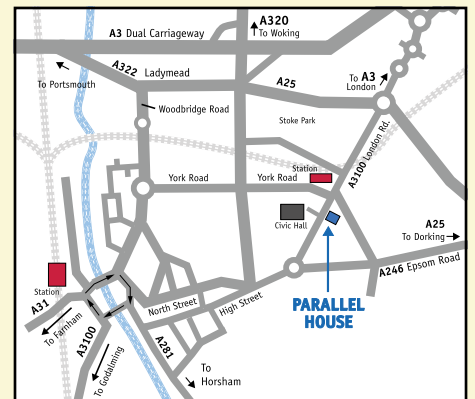 A320
To Woking
A3 Dual Carriageway
A322
Ladymead
To Portsmouth
A25
To A3
London
Woodbridge Road
Stoke Park
A3100 London Rd.
Station
York Road
York Road
Civic Hall
A25
To Dorking
A246 Epsom Road
Station
North Street
High Street
PARALLEL
HOUSE
A31
To Farnham
A3100
To Godalming
A281
To
Horsham